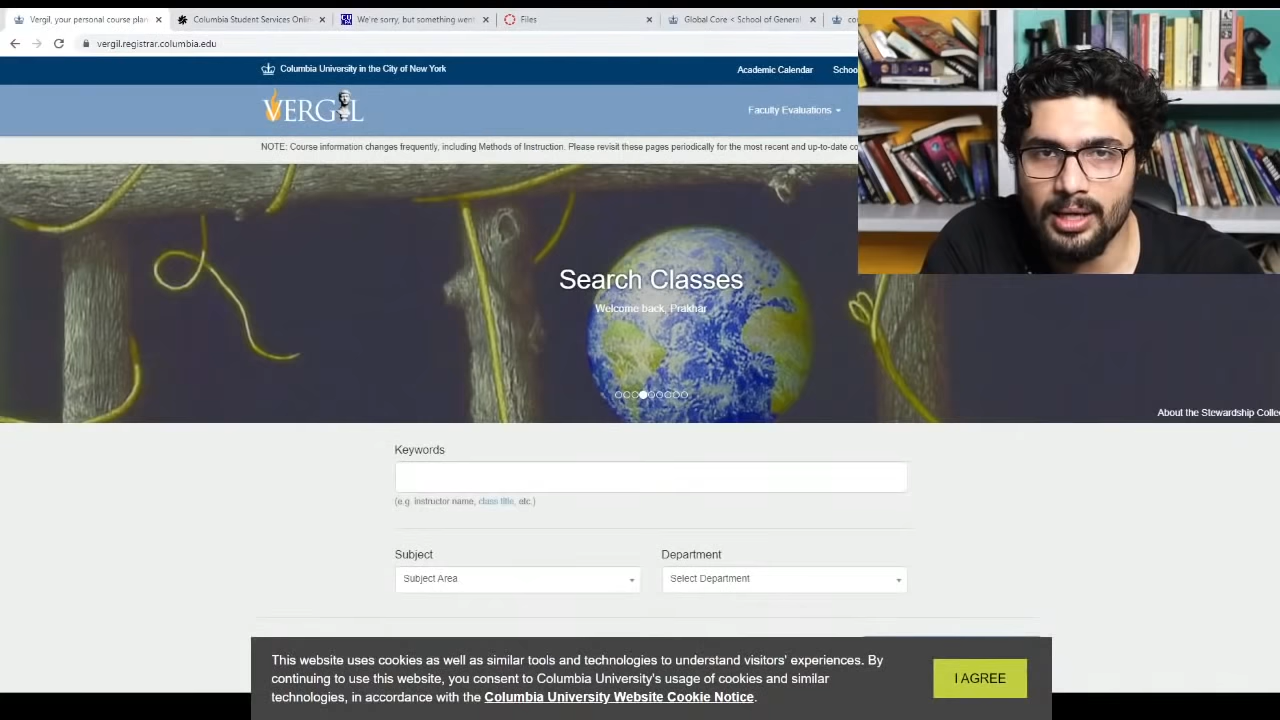 Vergil, your personal course plan
Columbia Student Services Onlin
We're sorry, but something went
Files
Global Core < School of General
co
vergil.registrar.columbia.edu
Columbia University in the City of New York
Academic Calendar
Schoo
VERGIL
Faculty Evaluations
NOTE: Course information changes frequently, including Methods of Instruction. Please revisit these pages periodically for the most recent and up-to-date co
Search Classes
Welcome back, Prakhar
About the Stewardship Colle
Keywords
(e.g. instructor name, class title, etc.)
Subject
Department
Subject Area
Select Department
This website uses cookies as well as similar tools and technologies to understand visitors' experiences. By
continuing to use this website, you consent to Columbia University's usage of cookies and similar
technologies, in accordance with the Columbia University Website Cookie Notice.
I AGREE